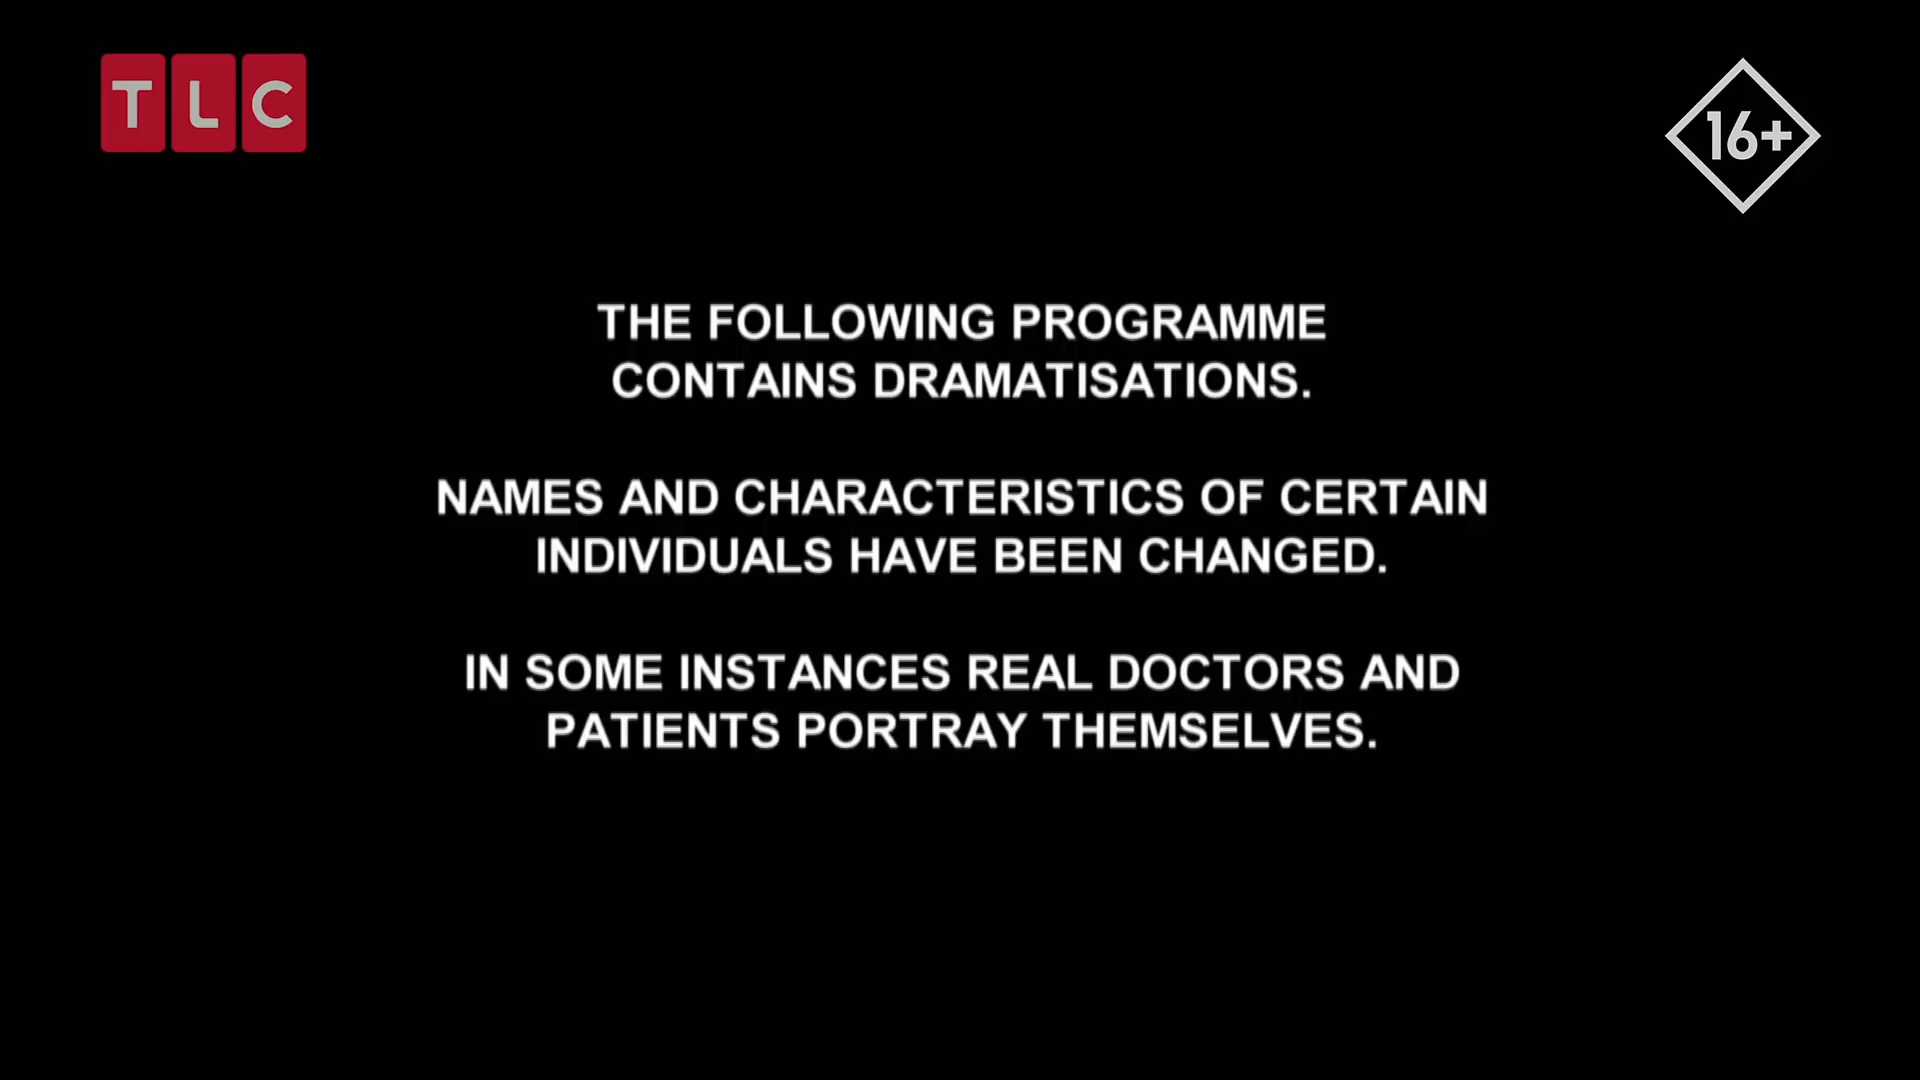 TLC
16+
THE FOLLOWING PROGRAMME
CONTAINS DRAMATISATIONS.
NAMES AND CHARACTERISTICS OF CERTAIN
INDIVIDUALS HAVE BEEN CHANGED.
IN SOME INSTANCES REAL DOCTORS AND
PATIENTS PORTRAY THEMSELVES.